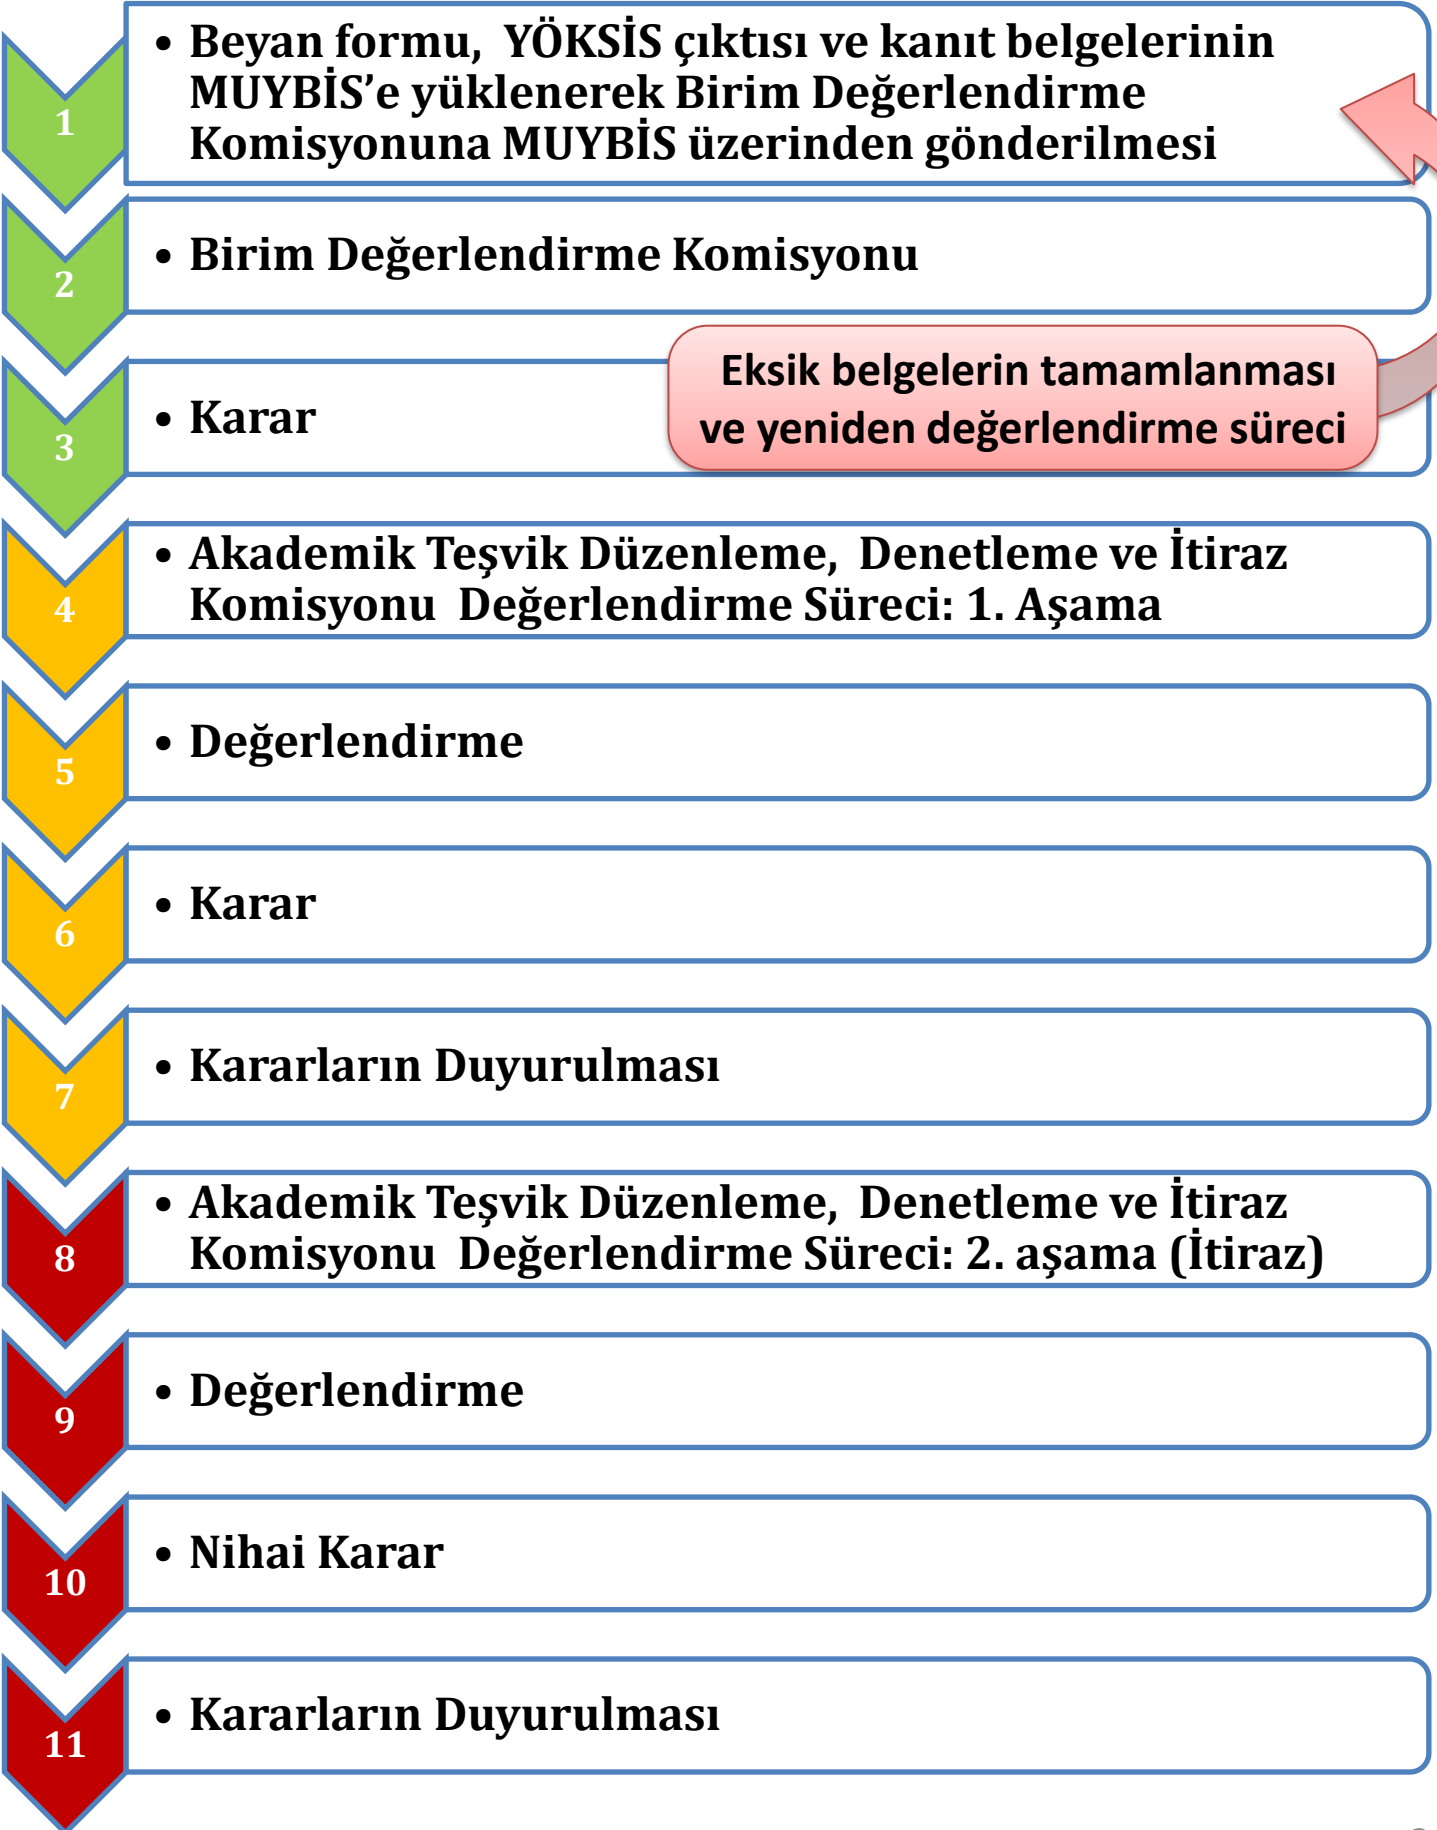 1
• Beyan formu,  YÖKSİS çıktısı ve kanıt belgelerinin
MUYBİS’e yüklenerek Birim Değerlendirme
Komisyonuna MUYBİS üzerinden gönderilmesi
2
• Birim Değerlendirme Komisyonu
3
• Karar
Eksik belgelerin tamamlanması
ve yeniden değerlendirme süreci
4
• Akademik Teşvik Düzenleme,  Denetleme ve İtiraz
Komisyonu  Değerlendirme Süreci: 1. Aşama
5
• Değerlendirme
6
• Karar
7
• Kararların Duyurulması
8
• Akademik Teşvik Düzenleme,  Denetleme ve İtiraz
Komisyonu  Değerlendirme Süreci: 2. aşama (İtiraz)
9
• Değerlendirme
10
• Nihai Karar
11
• Kararların Duyurulması